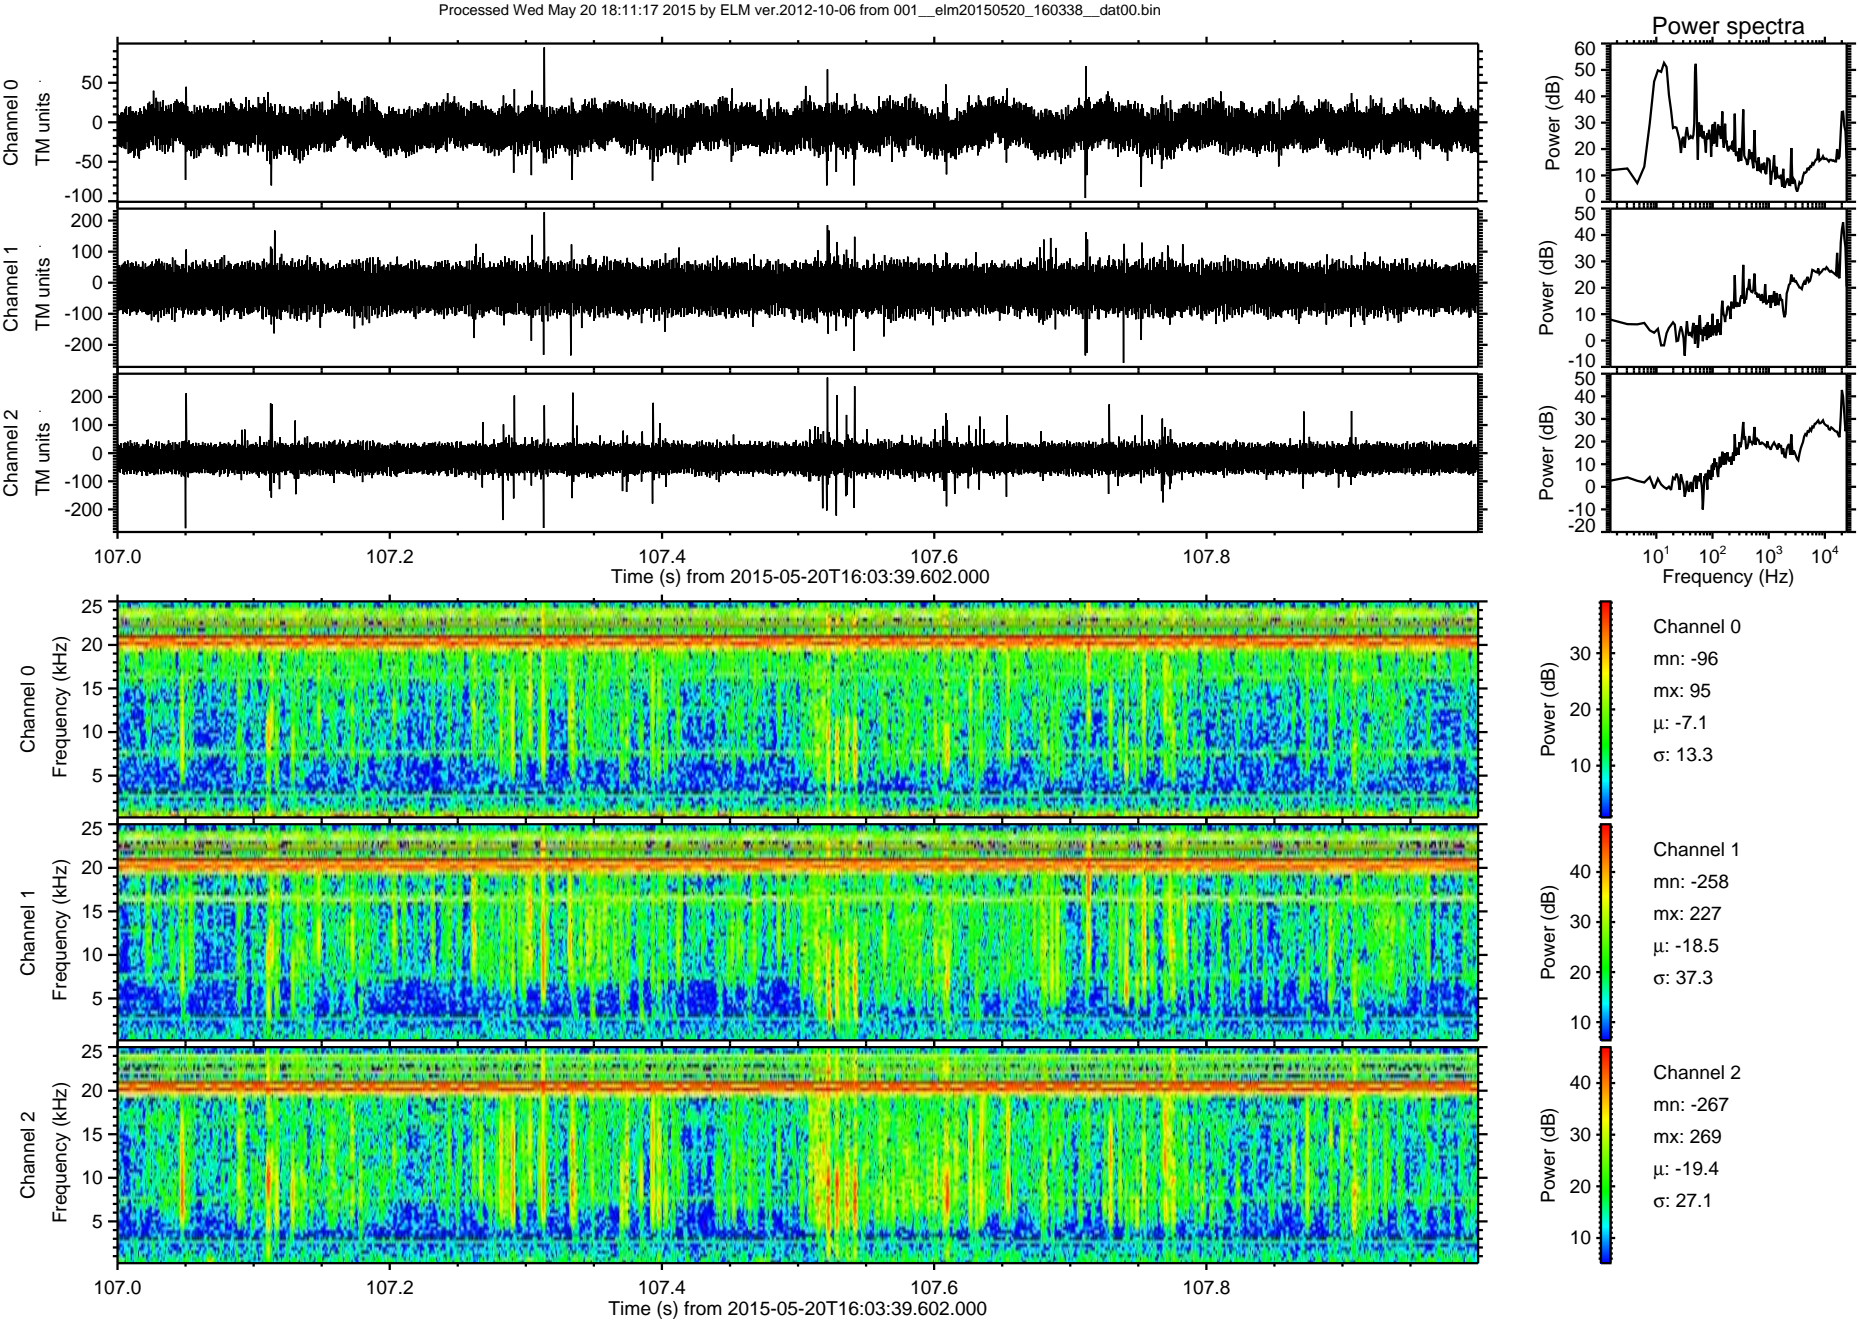 Processed Wed May 20 18:11:17 2015 by ELM ver.2012-10-06 from 001__elm20150520_160338__dat00.bin
Power spectra
Channel 0
TM units
50
0
-50
-100
Power (dB)
60
50
40
30
20
10
0
Channel 1
TM units
200
100
0
-100
-200
Power (dB)
50
40
30
20
10
0
-10
Channel 2
TM units
200
100
0
-100
-200
Power (dB)
50
40
30
20
10
0
-10
-20
107.0 107.2 107.4 107.6 107.8
Time (s) from 2015-05-20T16:03:39.602.000
10¹ 10² 10³ 10⁴
Frequency (Hz)
Channel 0
Frequency (kHz)
25
20
15
10
5
Power (dB)
30
20
10
Channel 0
mn: -96
mx: 95
μ: -7.1
σ: 13.3
Channel 1
Frequency (kHz)
25
20
15
10
5
Power (dB)
40
30
20
10
Channel 1
mn: -258
mx: 227
μ: -18.5
σ: 37.3
Channel 2
Frequency (kHz)
25
20
15
10
5
Power (dB)
40
30
20
10
Channel 2
mn: -267
mx: 269
μ: -19.4
σ: 27.1
107.0 107.2 107.4 107.6 107.8
Time (s) from 2015-05-20T16:03:39.602.000